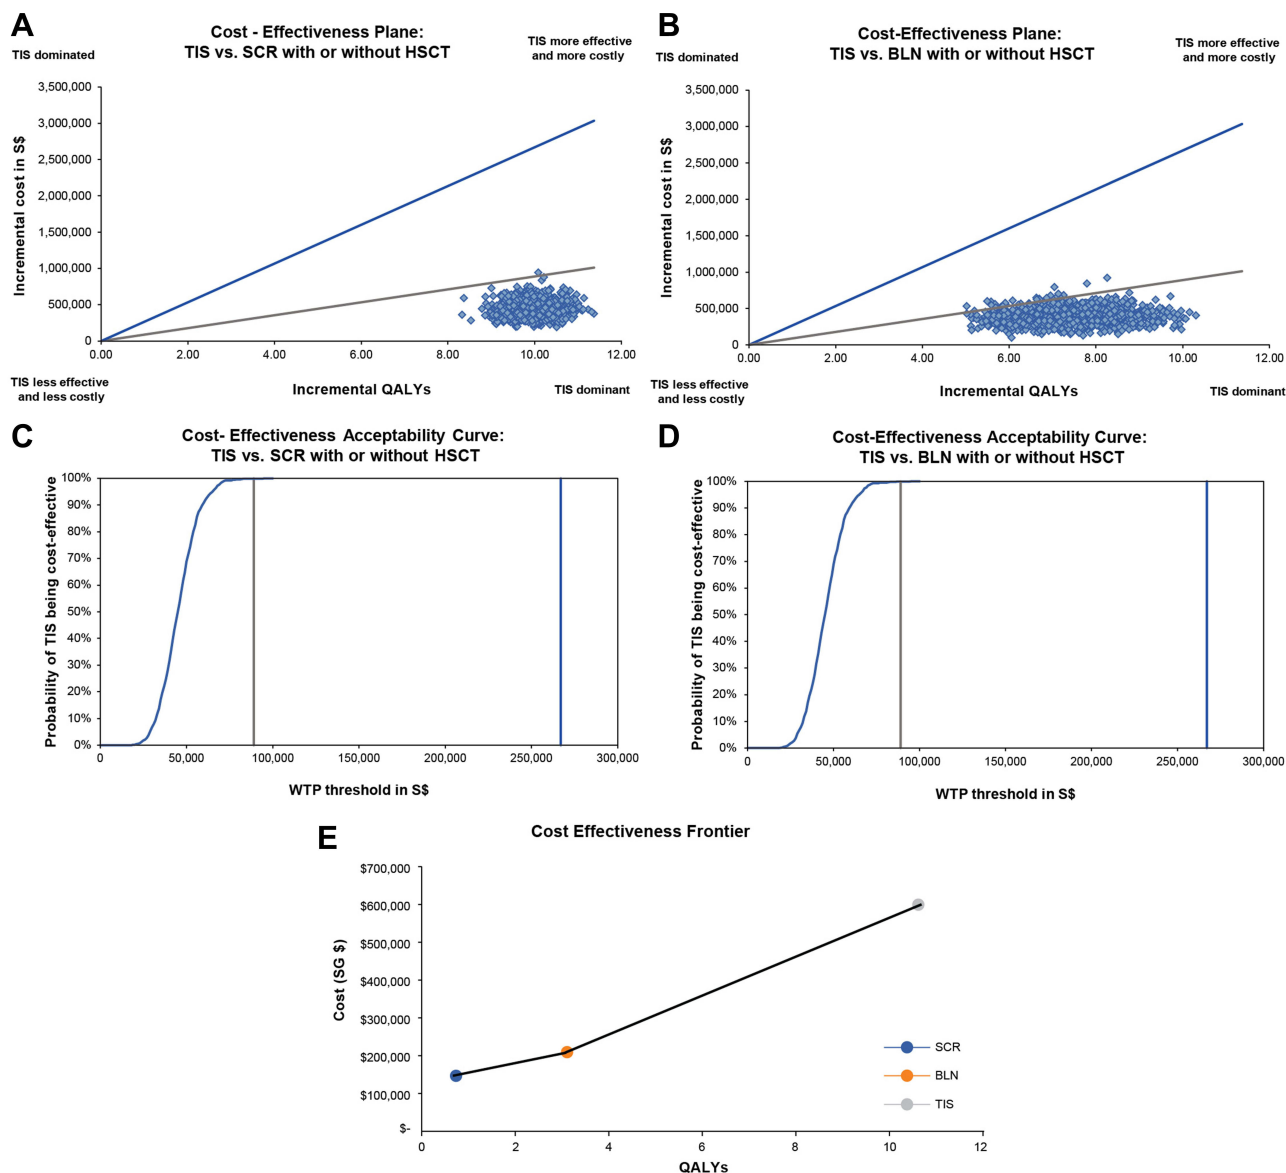 A
Cost - Effectiveness Plane:
TIS vs. SCR with or without HSCT
TIS dominated
TIS more effective
and more costly
3,500,000
3,000,000
2,500,000
2,000,000
1,500,000
1,000,000
500,000
0
Incremental cost in S$
0.00
2.00
4.00
6.00
8.00
10.00
12.00
TIS less effective
and less costly
Incremental QALYs
TIS dominant
B
Cost-Effectiveness Plane:
TIS vs. BLN with or without HSCT
TIS dominated
TIS more effective
and more costly
3,500,000
3,000,000
2,500,000
2,000,000
1,500,000
1,000,000
500,000
0
Incremental cost in S$
0.00
2.00
4.00
6.00
8.00
10.00
12.00
TIS less effective
and less costly
Incremental QALYs
TIS dominant
C
Cost- Effectiveness Acceptability Curve:
TIS vs. SCR with or without HSCT
100%
90%
80%
70%
60%
50%
40%
30%
20%
10%
0%
Probability of TIS being cost-effective
0
50,000
100,000
150,000
200,000
250,000
300,000
WTP threshold in S$
D
Cost-Effectiveness Acceptability Curve:
TIS vs. BLN with or without HSCT
100%
90%
80%
70%
60%
50%
40%
30%
20%
10%
0%
Probability of TIS being cost-effective
0
50,000
100,000
150,000
200,000
250,000
300,000
WTP threshold in S$
E
Cost Effectiveness Frontier
$700,000
$600,000
$500,000
$400,000
$300,000
$200,000
$100,000
$-
Cost (SG $)
0
2
4
6
8
10
12
QALYs
SCR
BLN
TIS